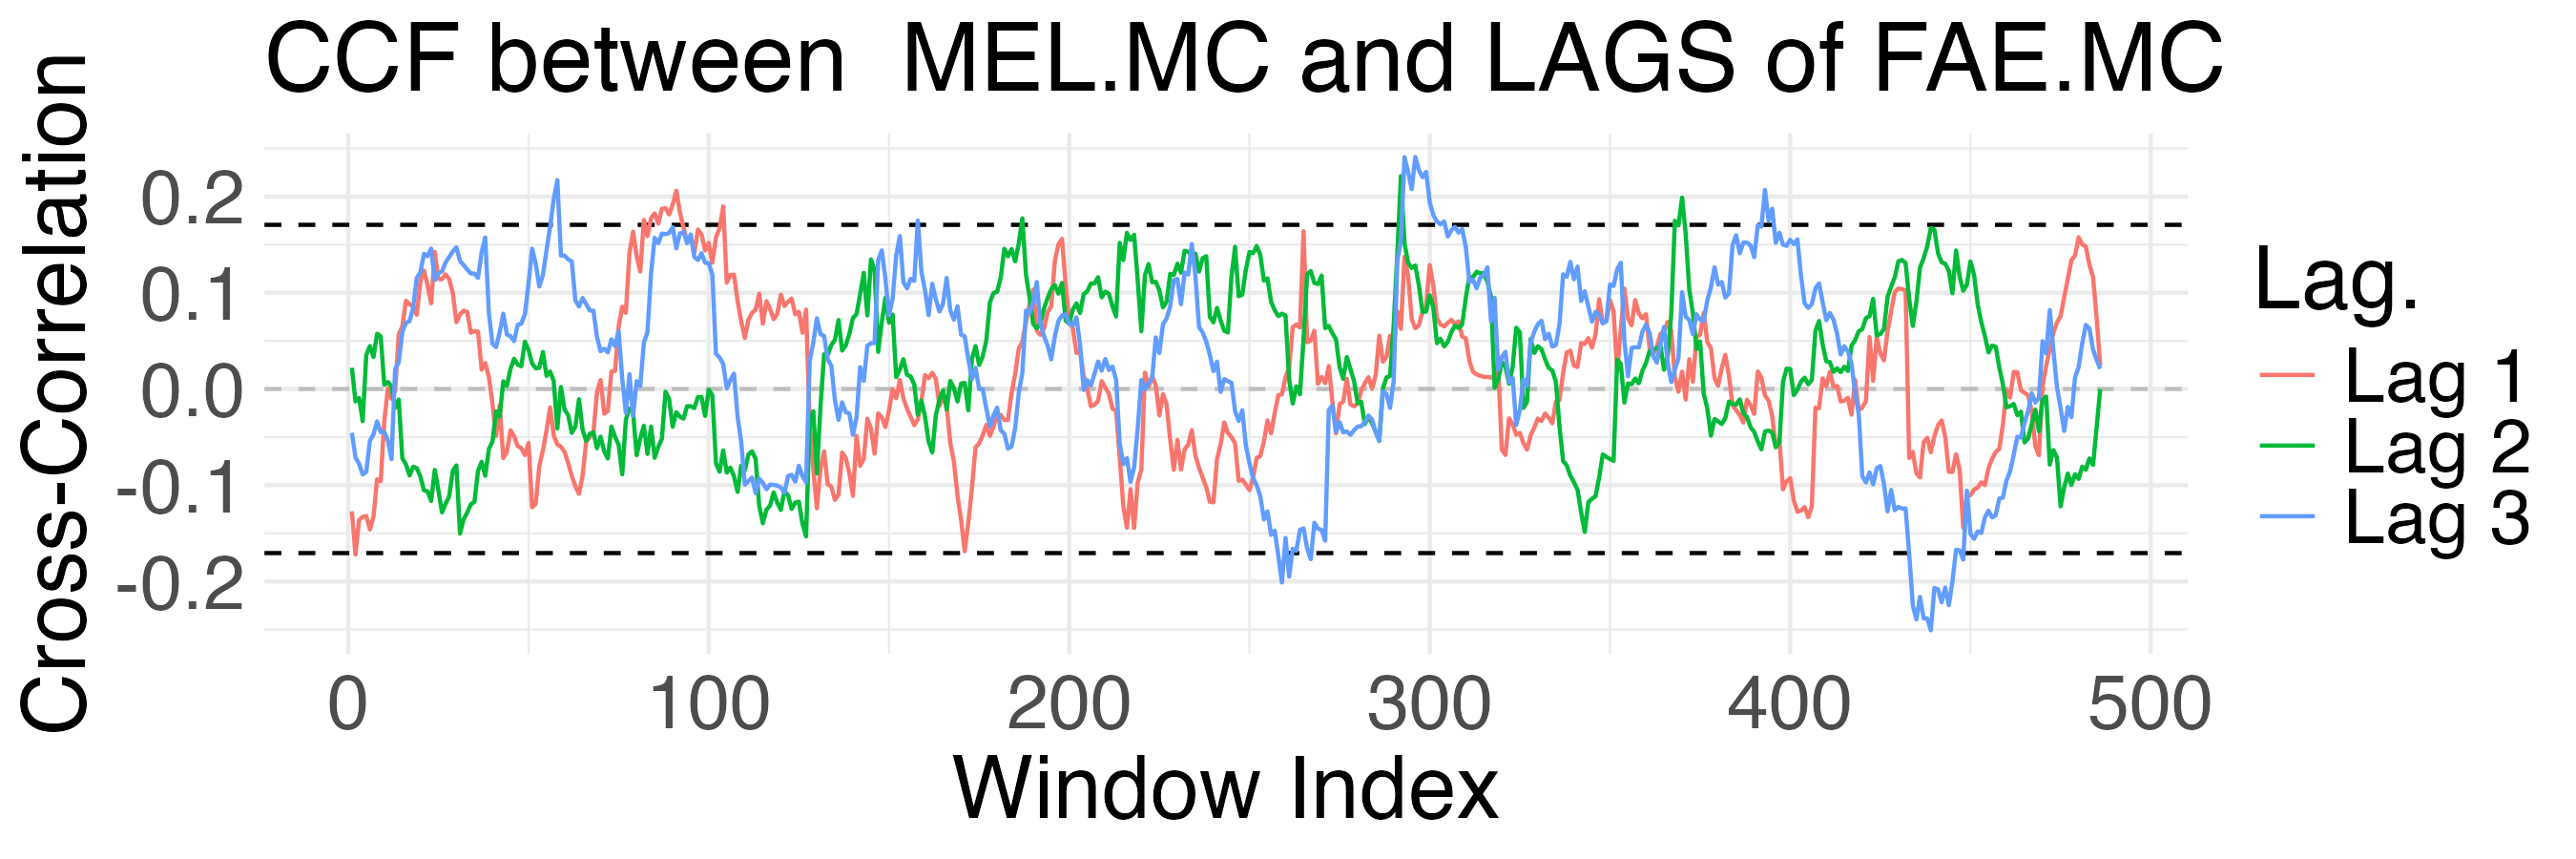 CCF between  MEL.MC and LAGS of FAE.MC
Cross-Correlation
0.2
0.1
0.0
-0.1
-0.2
0 100 200 300 400 500
Window Index
Lag.
Lag 1
Lag 2
Lag 3